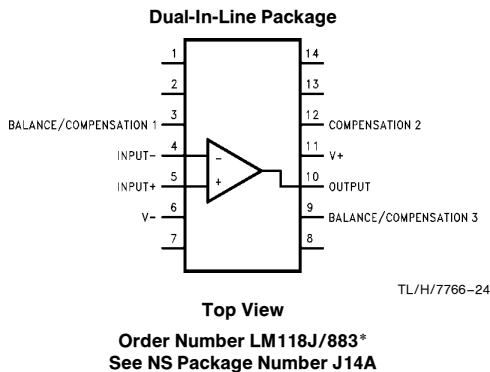 Dual-In-Line Package
1
14
2
13
BALANCE/COMPENSATION 1
3
12
COMPENSATION 2
INPUT-
4
-
11
V+
INPUT+
5
+
10
OUTPUT
V-
6
9
BALANCE/COMPENSATION 3
7
8
TL/H/7766–24
Top View
Order Number LM118J/883*
See NS Package Number J14A